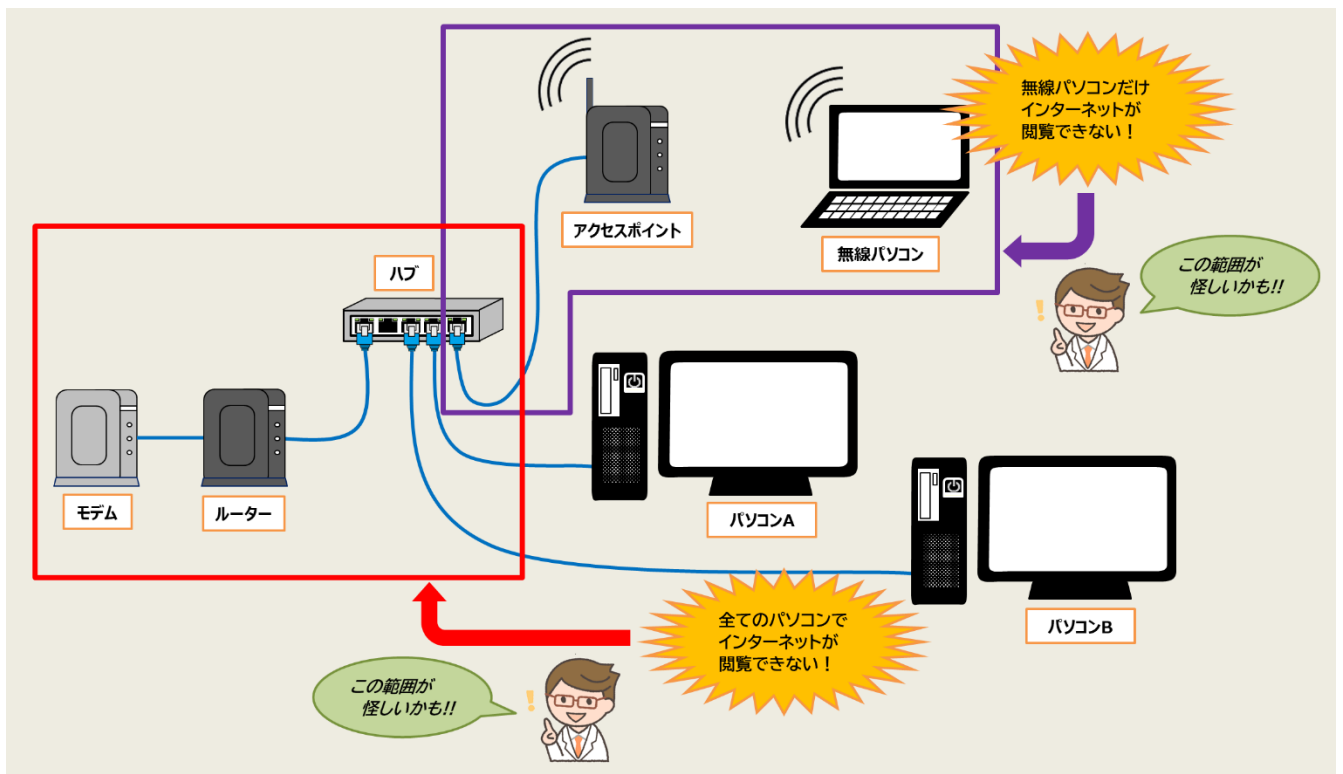 無線パソコンだけ
インターネットが
閲覧できない！
アクセスポイント
無線パソコン
この範囲が
怪しいかも!!
ハブ
モデム
ルーター
パソコンA
パソコンB
全てのパソコンで
インターネットが
閲覧できない！
この範囲が
怪しいかも!!